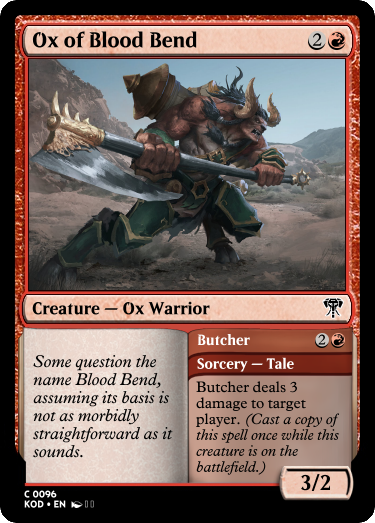 Ox of Blood Bend 2
Creature — Ox Warrior
Some question the
name Blood Bend,
assuming its basis is
not as morbidly
straightforward as it
sounds.
Butcher 2
Sorcery — Tale
Butcher deals 3
damage to target
player. (Cast a copy of
this spell once while this
creature is on the
battlefield.)
3/2
C 0096
KOD • EN